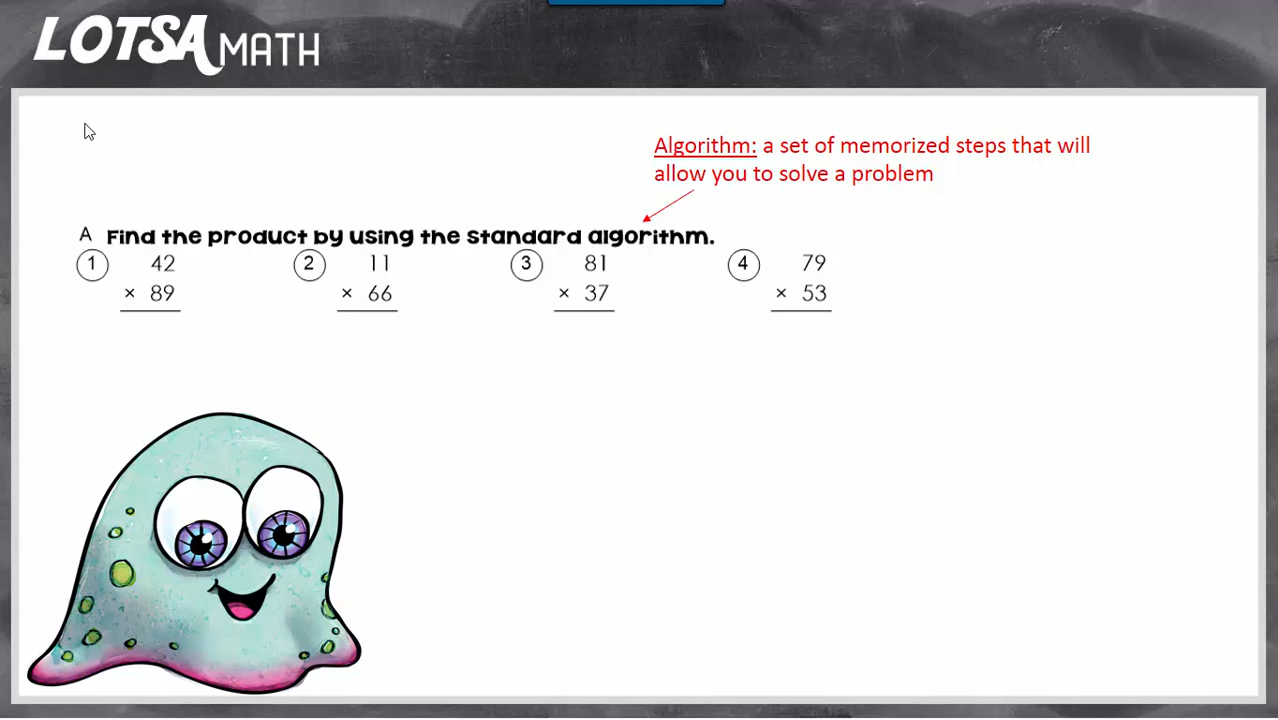 LOTSA MATH
Algorithm: a set of memorized steps that will
allow you to solve a problem
A Find the product by using the standard algorithm.
1 42 2 11 3 81 4 79
× 89 × 66 × 37 × 53